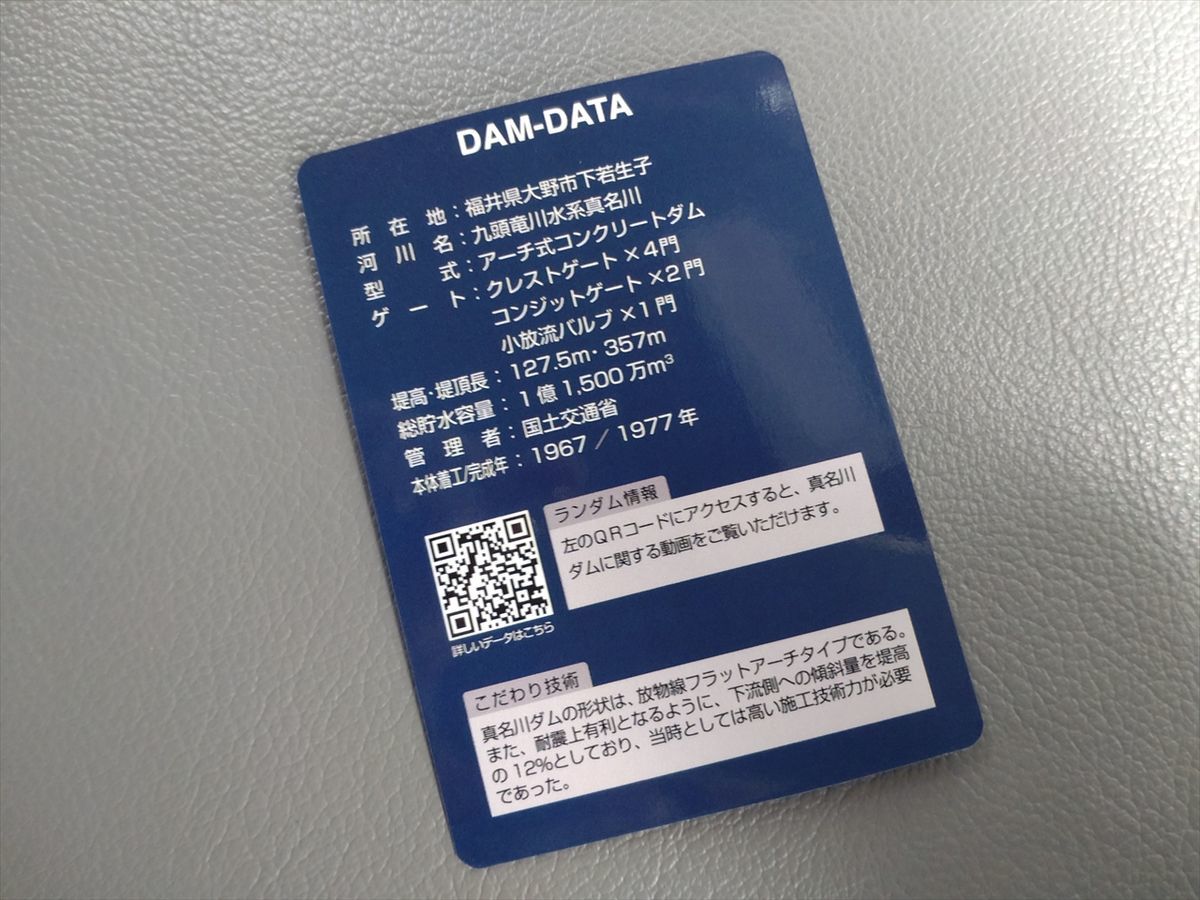 DAM-DATA
所在地：福井県大野市下若生子
河川名：九頭竜川水系真名川
型式：アーチ式コンクリートダム
ゲート：クレストゲート×4門
コンジットゲート×2門
小放流バルブ×1門
堤高・堤頂長：127.5m・357m
総貯水容量：1億1,500万m³
管理者：国土交通省
本体着工/完成年：1967／1977年
ランダム情報
左のQRコードにアクセスすると、真名川
ダムに関する動画をご覧いただけます。
詳しいデータはこちら
こだわり技術
真名川ダムの形状は、放物線フラットアーチタイプである。
また、耐震上有利となるように、下流側への傾斜量を堤高
の12%としており、当時としては高い施工技術力が必要
であった。